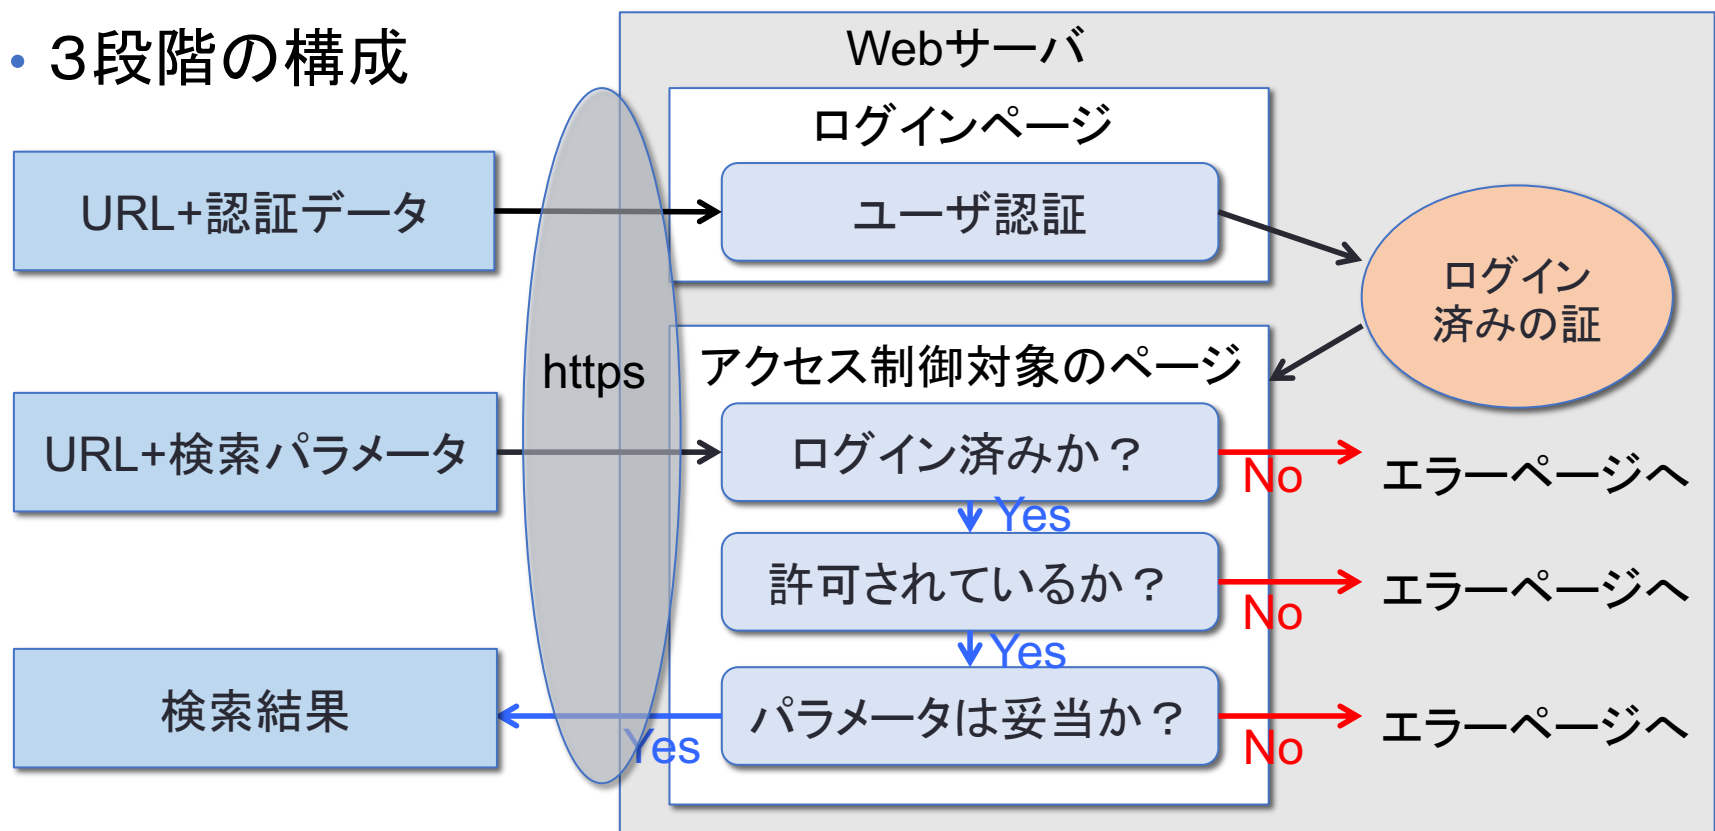 ・３段階の構成
Webサーバ
ログインページ
URL+認証データ
ユーザ認証
ログイン
済みの証
https
アクセス制御対象のページ
URL+検索パラメータ
ログイン済みか？
No
エラーページへ
Yes
許可されているか？
No
エラーページへ
Yes
検索結果
パラメータは妥当か？
Yes
No
エラーページへ